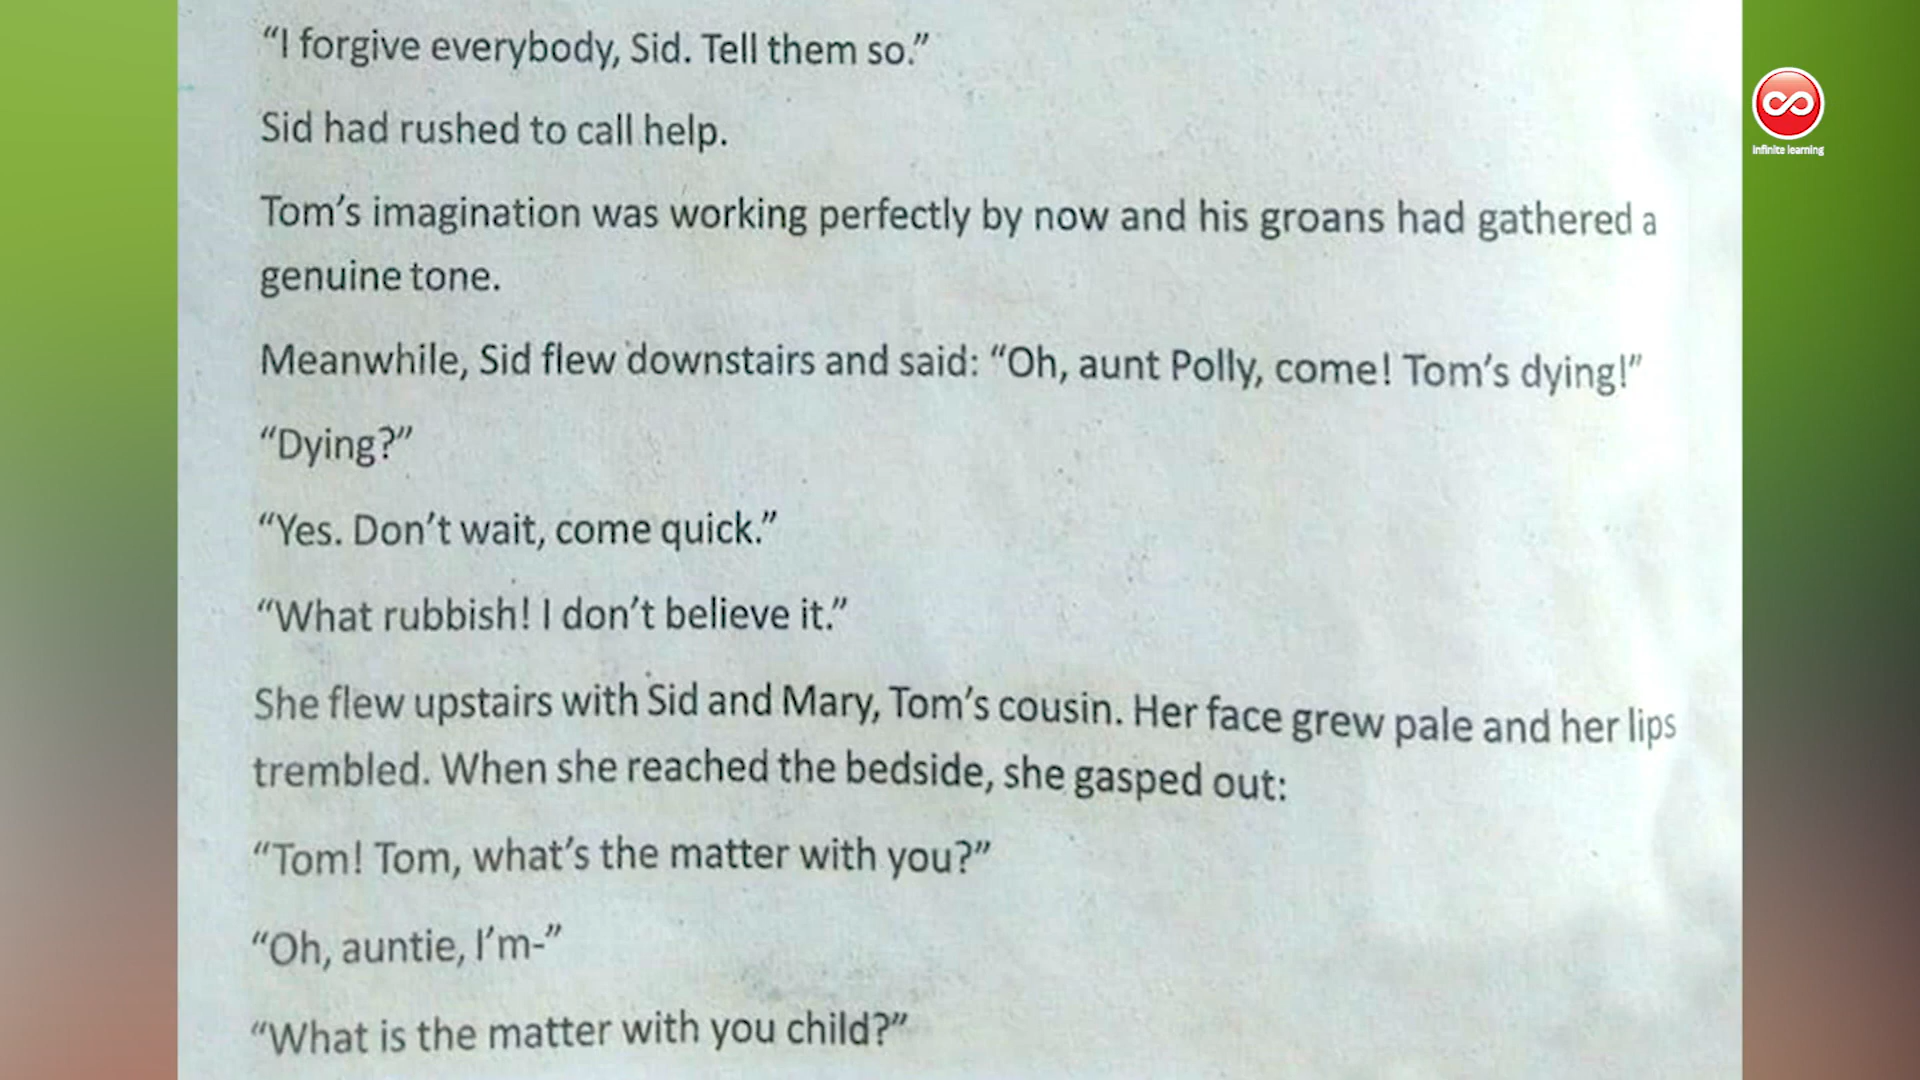 “I forgive everybody, Sid. Tell them so.”
Sid had rushed to call help.
Tom’s imagination was working perfectly by now and his groans had gathered a
genuine tone.
Meanwhile, Sid flew downstairs and said: “Oh, aunt Polly, come! Tom’s dying!”
“Dying?”
“Yes. Don’t wait, come quick.”
“What rubbish! I don’t believe it.”
She flew upstairs with Sid and Mary, Tom’s cousin. Her face grew pale and her lips
trembled. When she reached the bedside, she gasped out:
“Tom! Tom, what’s the matter with you?”
“Oh, auntie, I’m-”
“What is the matter with you child?”
infinite learning